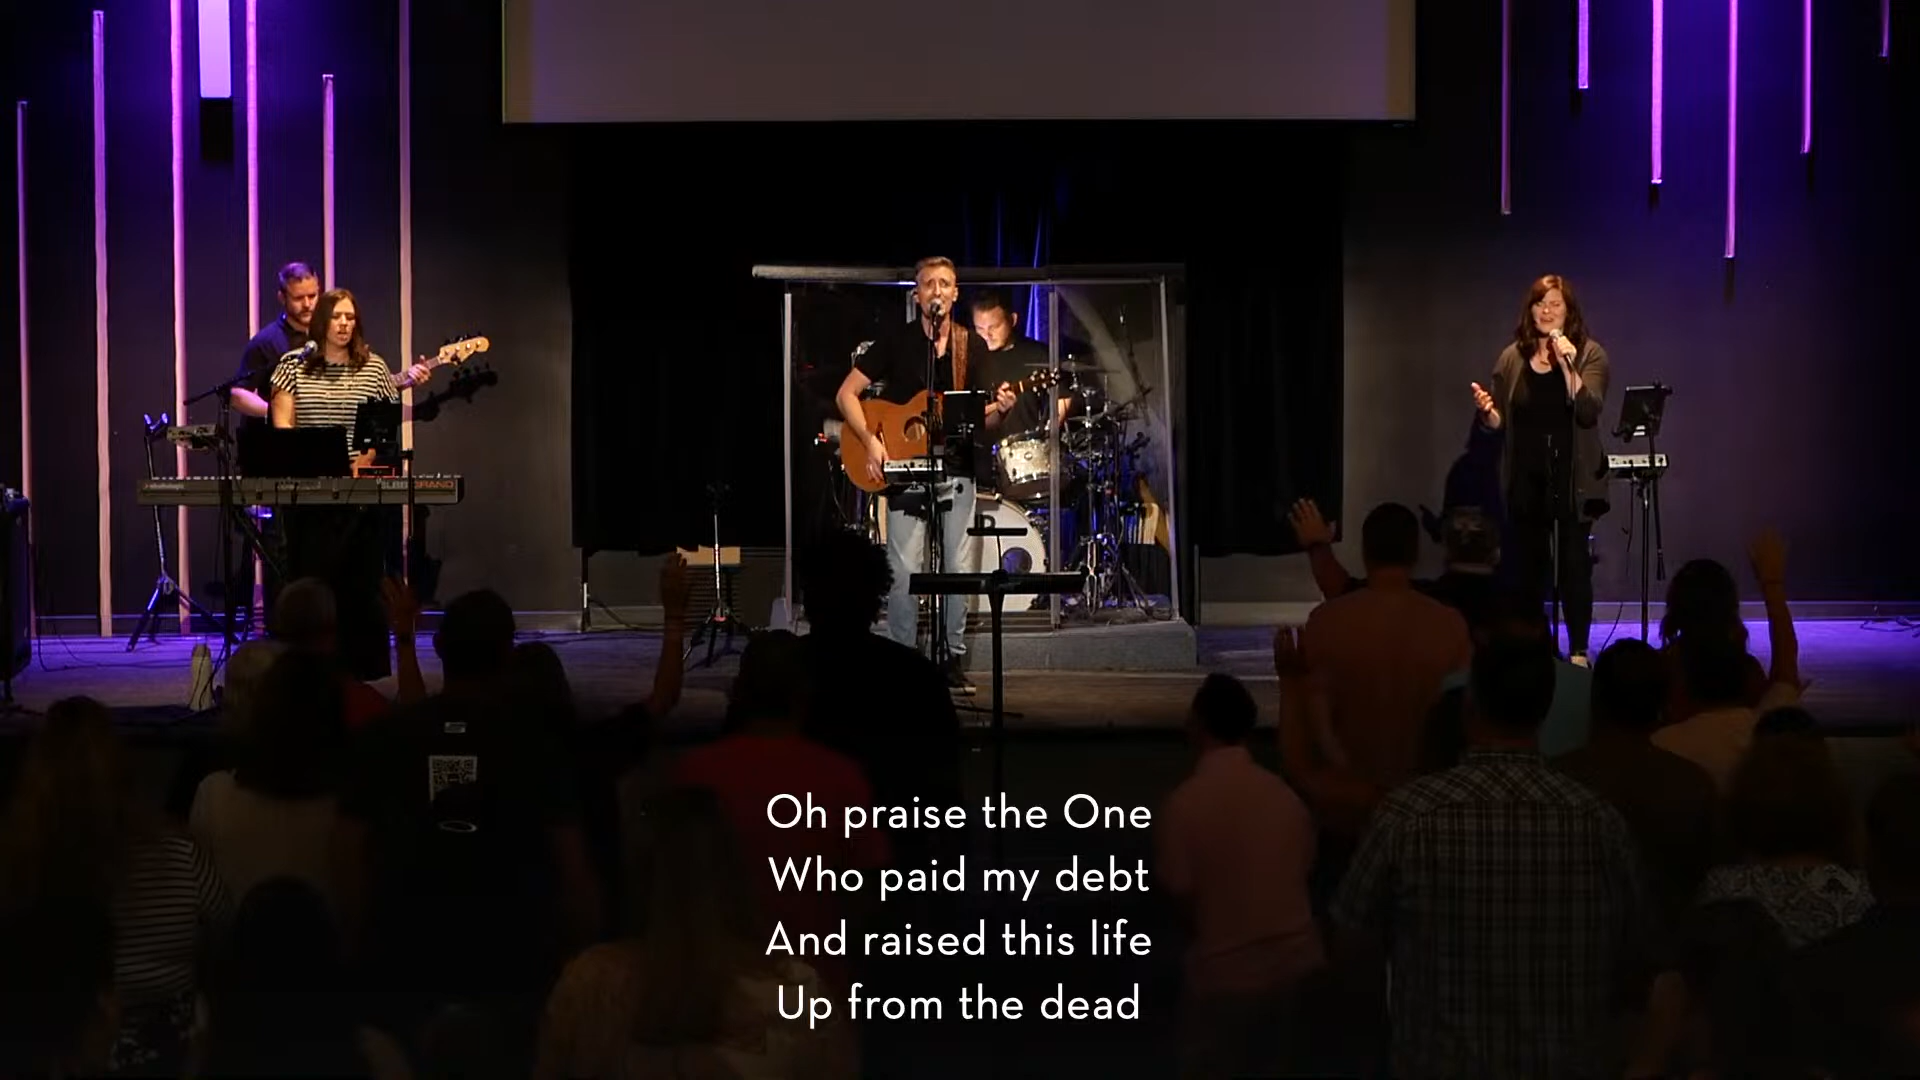 Oh praise the One
Who paid my debt
And raised this life
Up from the dead